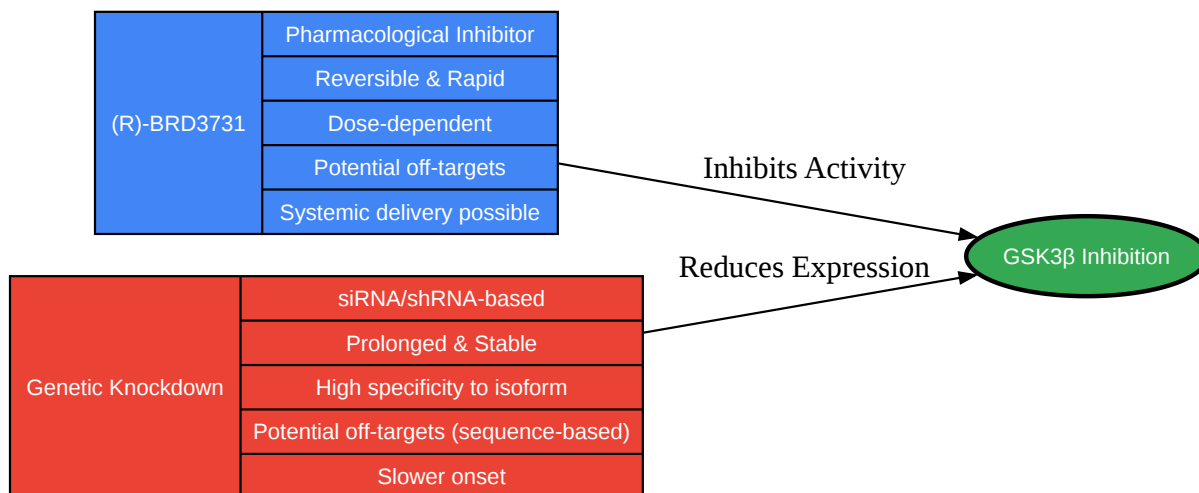 (R)-BRD3731
Pharmacological Inhibitor
Reversible & Rapid
Dose-dependent
Potential off-targets
Systemic delivery possible
Inhibits Activity
Genetic Knockdown
siRNA/shRNA-based
Prolonged & Stable
High specificity to isoform
Potential off-targets (sequence-based)
Slower onset
Reduces Expression
GSK3β Inhibition